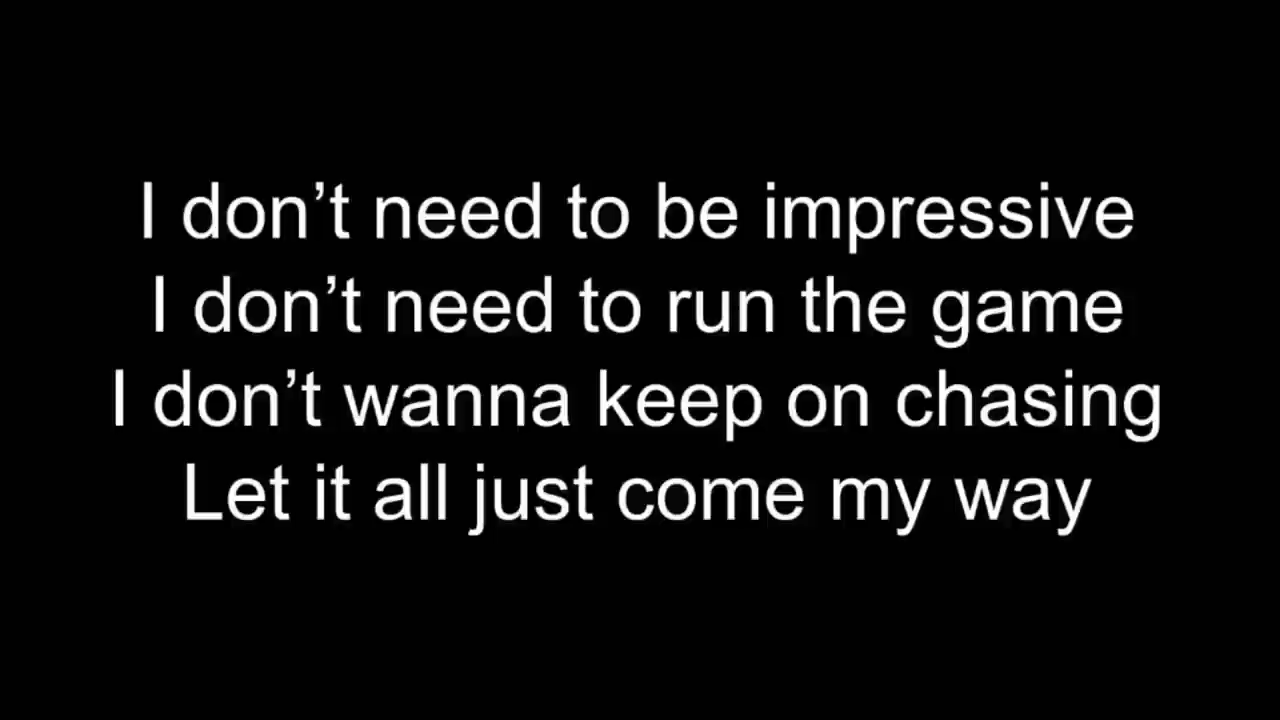 I don’t need to be impressive
I don’t need to run the game
I don’t wanna keep on chasing
Let it all just come my way